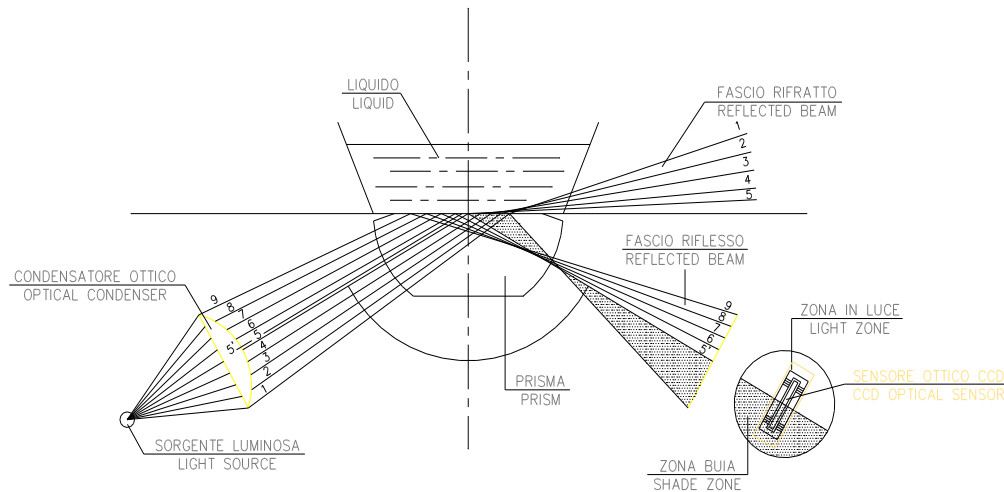 LIQUIDO
LIQUID
FASCIO RIFRATTO
REFLECTED BEAM
1
2
3
4
5
FASCIO RIFLESSO
REFLECTED BEAM
CONDENSATORE OTTICO
OPTICAL CONDENSER
9
8
7
6
5
5'
4
3
2
1
9
8
7
6
5'
ZONA IN LUCE
LIGHT ZONE
SENSORE OTTICO CCD
CCD OPTICAL SENSOR
PRISMA
PRISM
SORGENTE LUMINOSA
LIGHT SOURCE
ZONA BUIA
SHADE ZONE